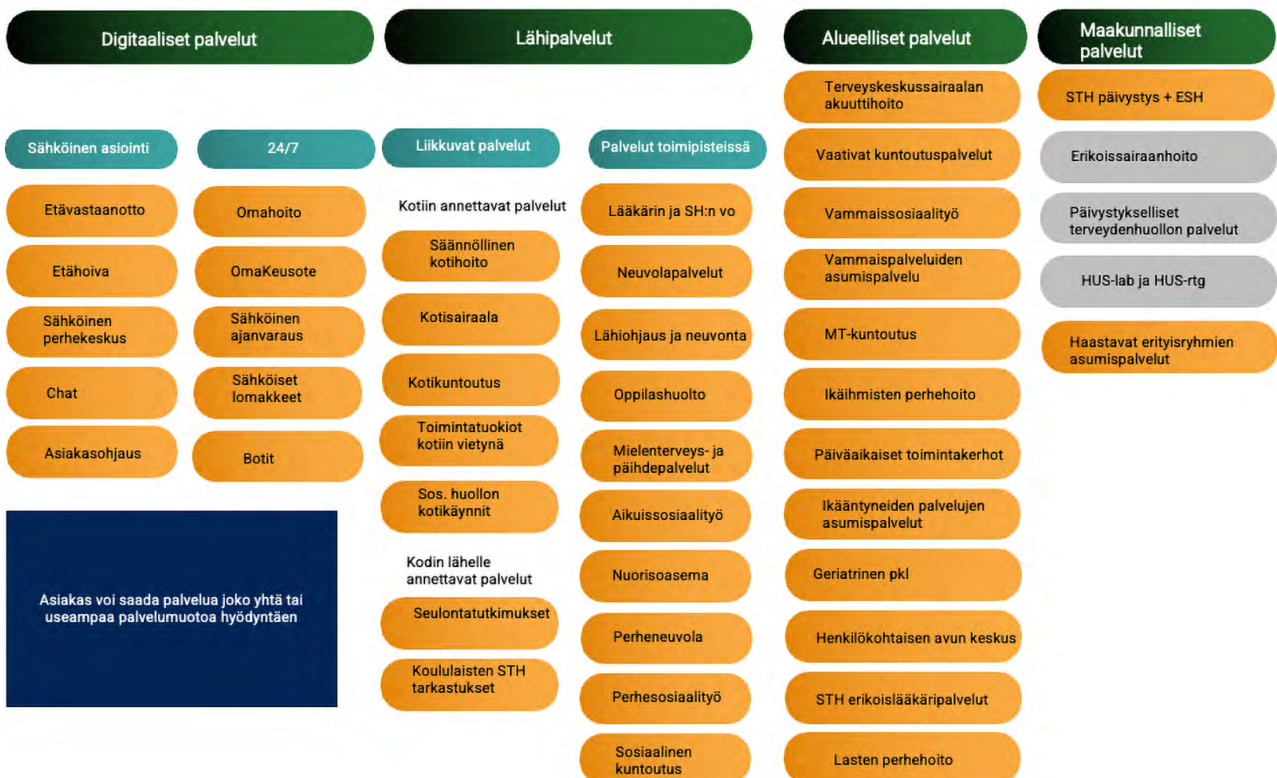 Digitaaliset palvelut
Sähköinen asiointi
Etävastaanotto
Etähoiva
Sähköinen
perhekeskus
Chat
Asiakasohjaus
24/7
Omahoito
OmaKeusote
Sähköinen
ajanvaraus
Sähköiset
lomakkeet
Botit
Asiakas voi saada palvelua joko yhtä tai
useampaa palvelumuotoa hyödyntäen
Lähipalvelut
Liikkuvat palvelut
Kotiin annettavat palvelut
Säännöllinen
kotihoito
Kotisairaala
Kotikuntoutus
Toimintatuokiot
kotiin vietynä
Sos. huollon
kotikäynnit
Kodin lähelle
annettavat palvelut
Seulontatutkimukset
Koululaisten STH
tarkastukset
Palvelut toimipisteissä
Lääkärin ja SH:n vo
Neuvolapalvelut
Lähiohjaus ja neuvonta
Oppilashuolto
Mielenterveys- ja
päihdepalvelut
Aikuissosiaalityö
Nuorisoasema
Perheneuvola
Perhesosiaalityö
Sosiaalinen
kuntoutus
Alueelliset palvelut
Terveyskeskussairaalan
akuuttihoito
Vaativat kuntoutuspalvelut
Vammaissosiaalityö
Vammaispalveluiden
asumispalvelu
MT-kuntoutus
Ikäihmisten perhehoito
Päiväaikaiset toimintakerhot
Ikääntyneiden palvelujen
asumispalvelut
Geriatrinen pkl
Henkilökohtaisen avun keskus
STH erikoislääkäripalvelut
Lasten perhehoito
Maakunnalliset
palvelut
STH päivystys + ESH
Erikoissairaanhoito
Päivystykselliset
terveydenhuollon palvelut
HUS-lab ja HUS-rtg
Haastavat erityisryhmien
asumispalvelut